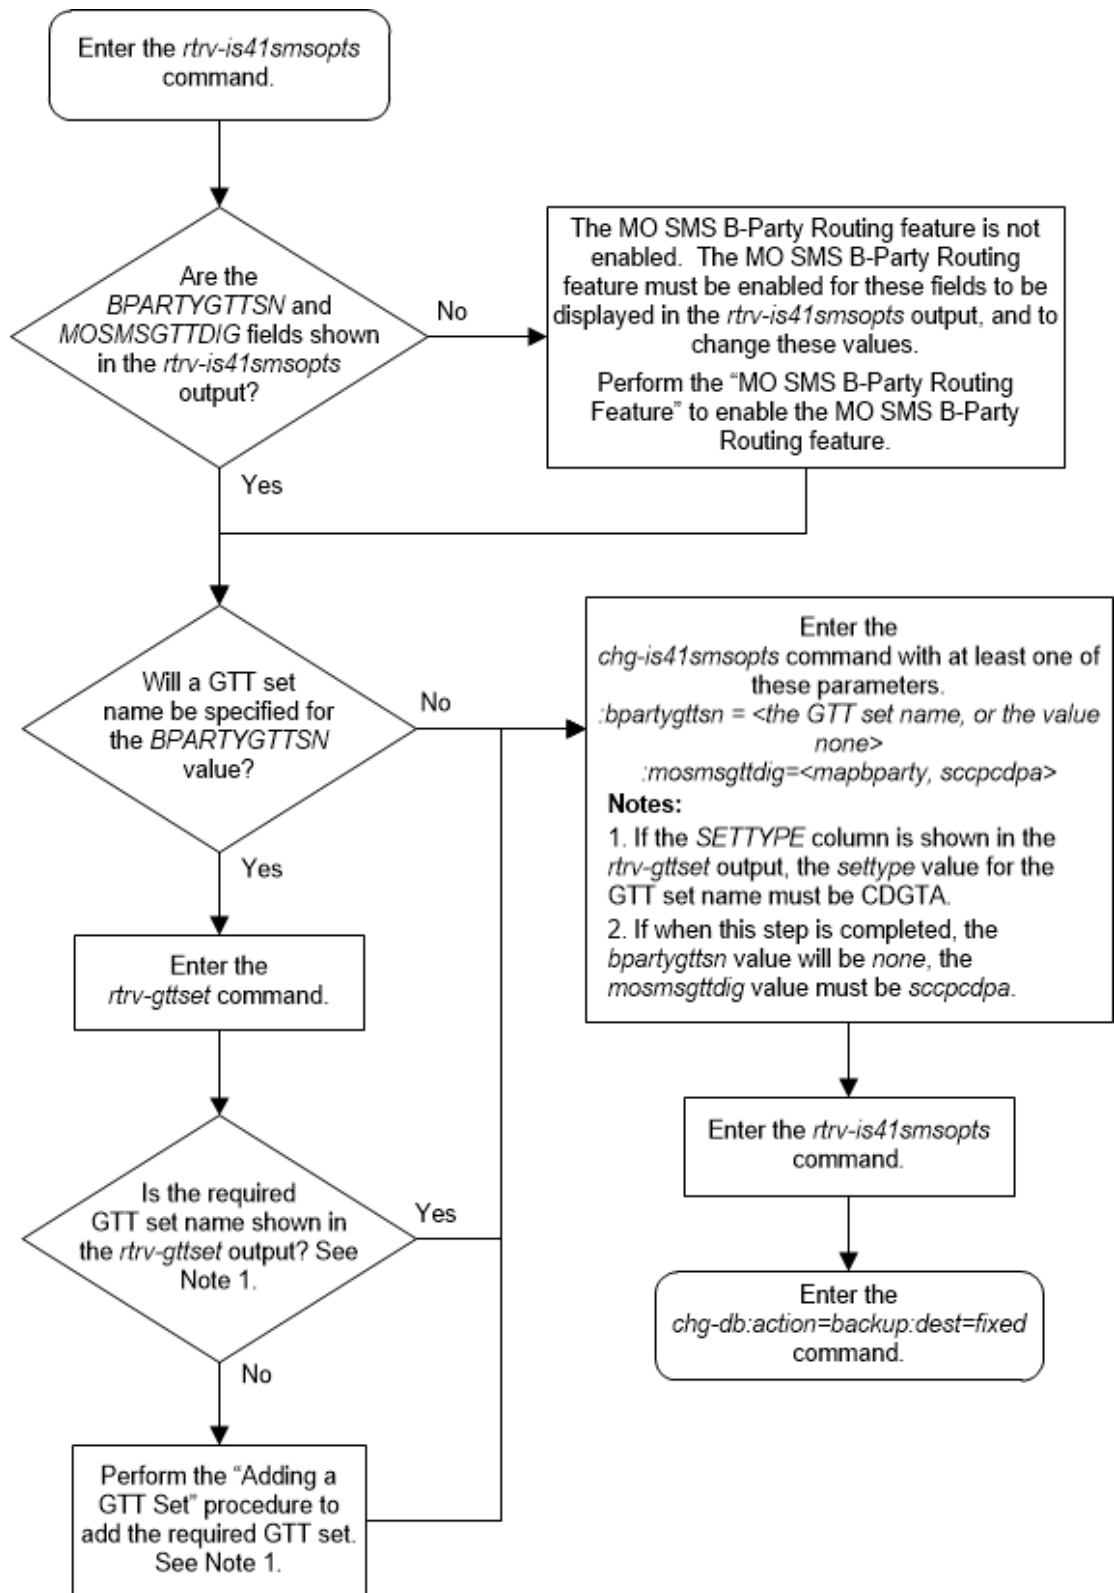 Enter the rtrv-is41smsopts
command.
Are the
BPARTYGTTSN and
MOSMSGTTDIG fields shown
in the rtrv-is41smsopts
output?
No
The MO SMS B-Party Routing feature is not
enabled. The MO SMS B-Party Routing
feature must be enabled for these fields to be
displayed in the rtrv-is41smsopts output, and to
change these values.
Perform the “MO SMS B-Party Routing
Feature” to enable the MO SMS B-Party
Routing feature.
Yes
Will a GTT set
name be specified for
the BPARTYGTTSN
value?
No
Yes
Enter the
rtrv-gttset command.
Is the required
GTT set name shown in
the rtrv-gttset output? See
Note 1.
Yes
No
Perform the “Adding a
GTT Set” procedure to
add the required GTT set.
See Note 1.
Enter the
chg-is41smsopts command with at least one of
these parameters.
:bpartygttsn = <the GTT set name, or the value
none>
:mosmsgttdig=<mapbparty, sccpcdpa>
Notes:
1. If the SETTYPE column is shown in the
rtrv-gttset output, the settype value for the
GTT set name must be CDGTA.
2. If when this step is completed, the
bpartygttsn value will be none, the
mosmsgttdig value must be sccpcdpa.
Enter the rtrv-is41smsopts
command.
Enter the
chg-db:action=backup:dest=fixed
command.